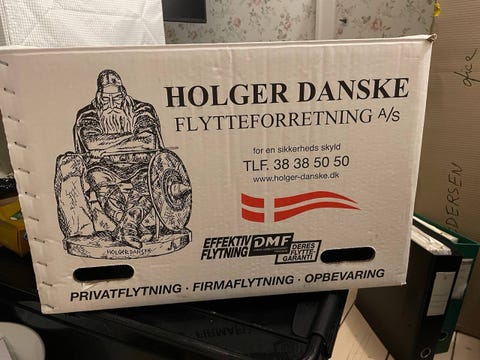 HOLGER DANSKE
FLYTTEFORRETNING A/S
for en sikkerheds skyld
TLF. 38 38 50 50
www.holger-danske.dk
HOLGER DANSKE
EFFEKTIV
FLYTNING
DMF
DERES
FLYTTE
GARANTI
PRIVATFLYTNING · FIRMAFLYTNING · OPBEVARING